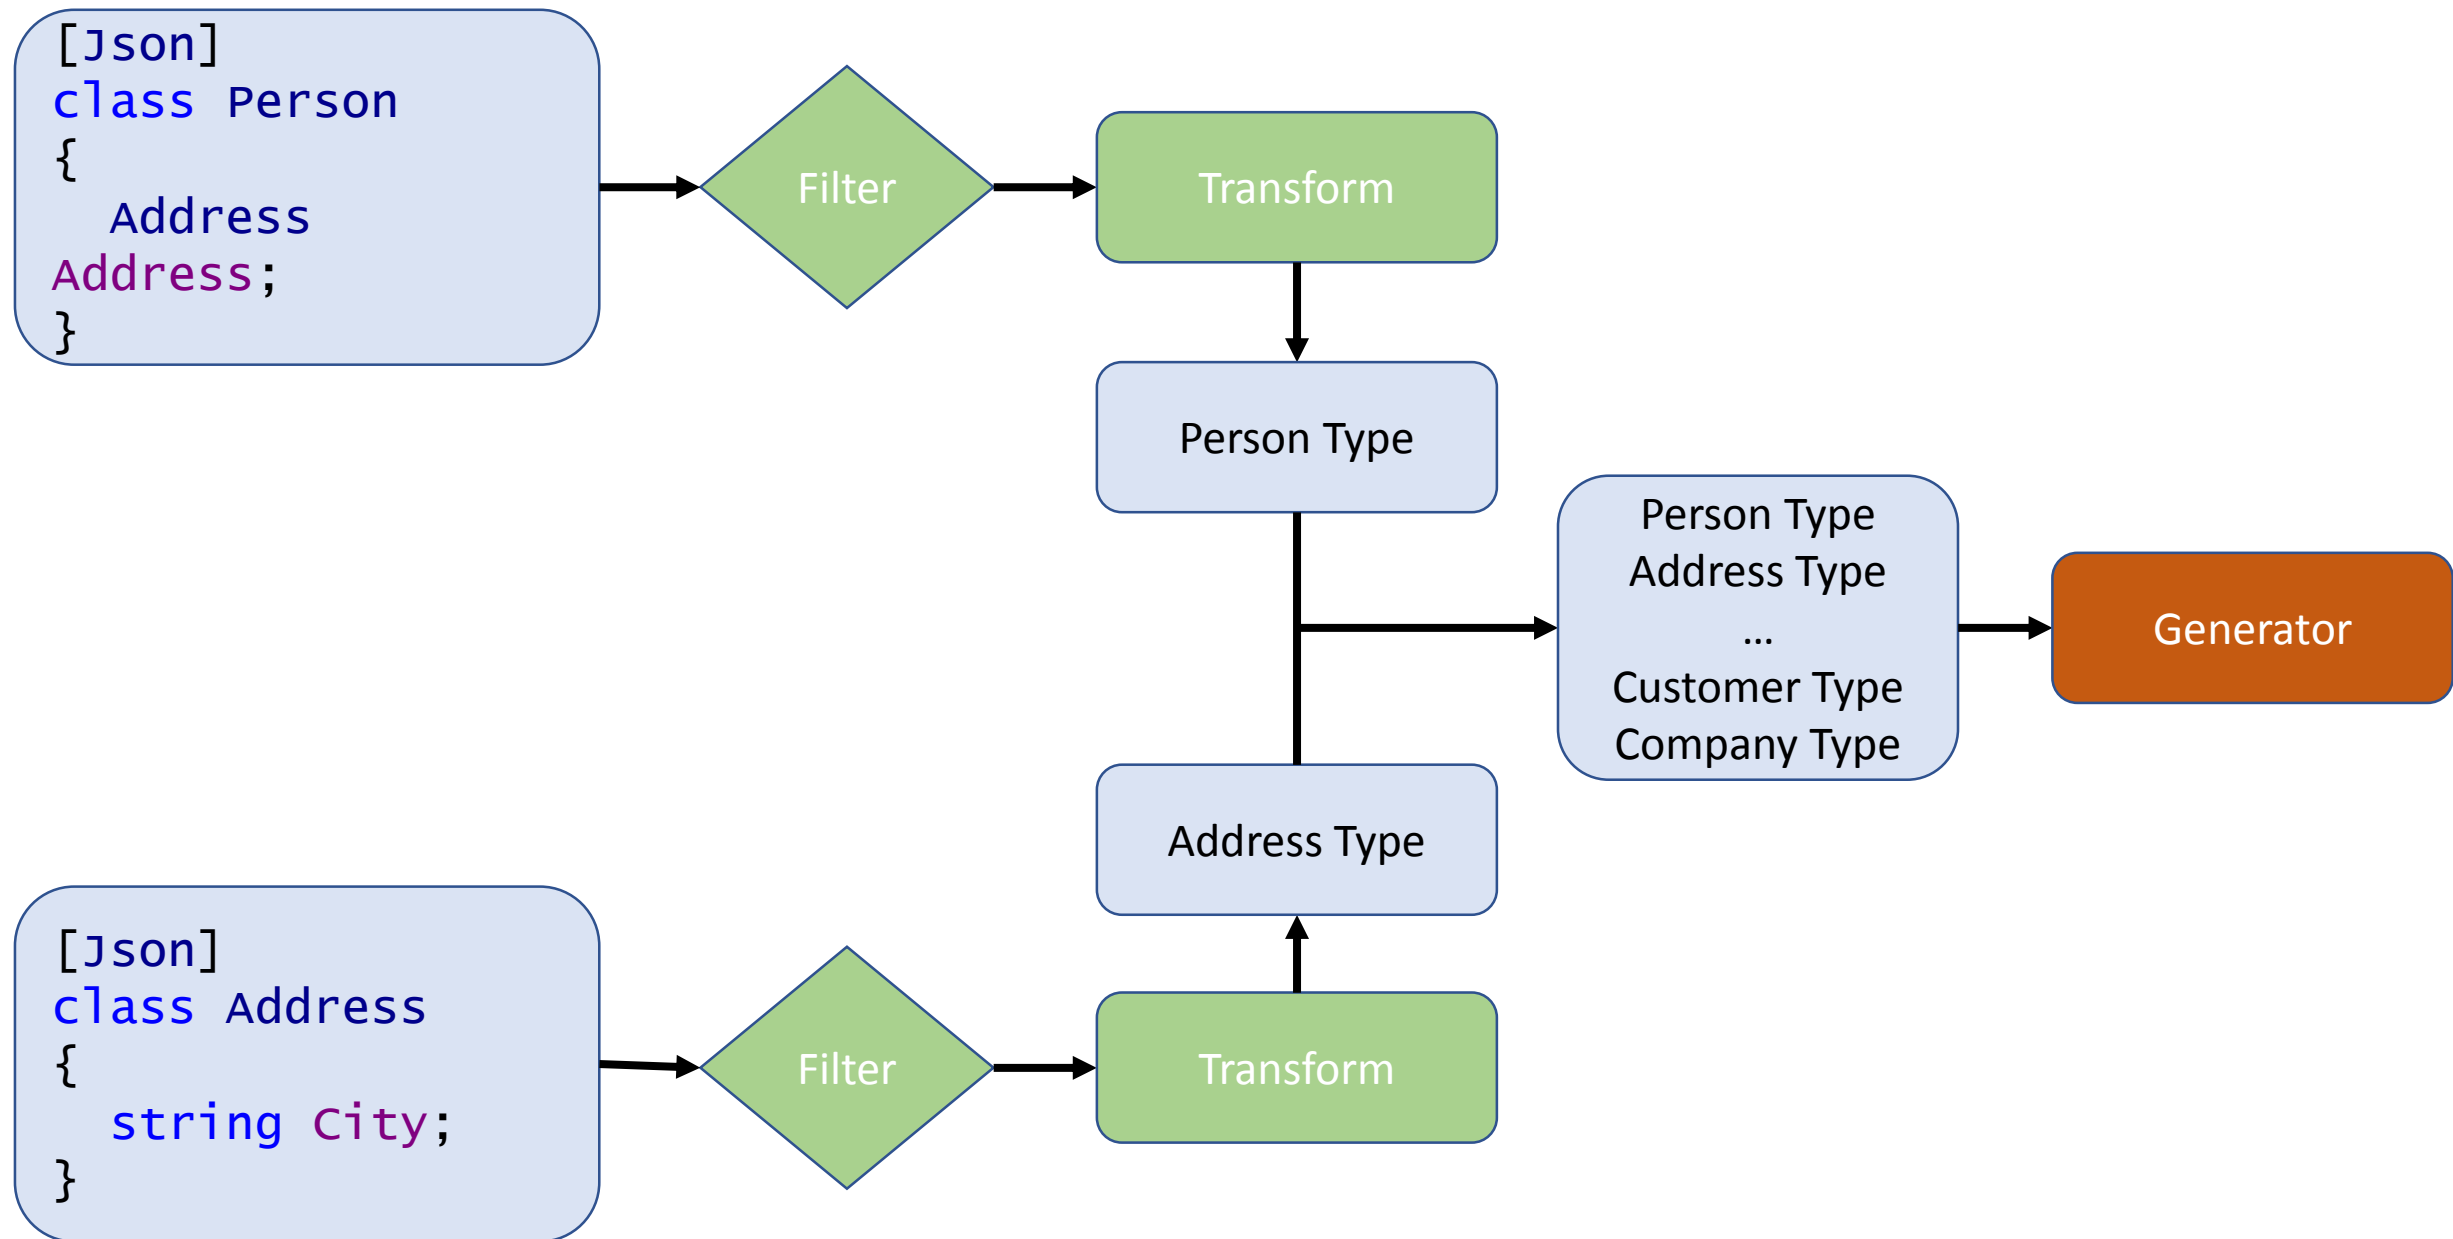 [Json]
class Person
{
  Address
Address;
}
Filter
Transform
Person Type
Person Type
Address Type
...
Customer Type
Company Type
Generator
Address Type
[Json]
class Address
{
  string City;
}
Filter
Transform